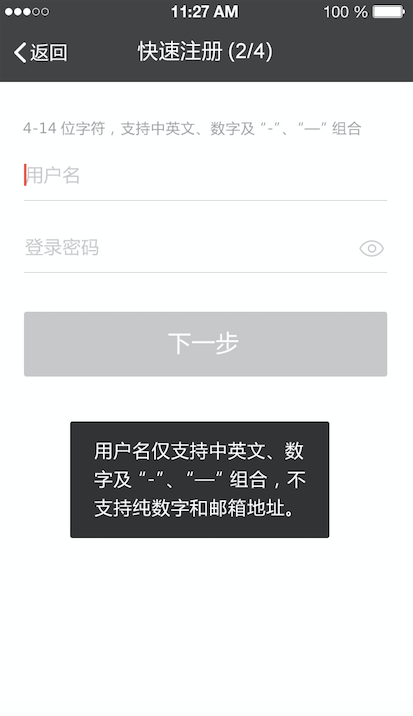 11:27 AM 100 %
返回 快速注册 (2/4)
4-14 位字符，支持中英文、数字及 “-”、“—” 组合
用户名
登录密码
下一步
用户名仅支持中英文、数
字及 “-”、“—” 组合，不
支持纯数字和邮箱地址。